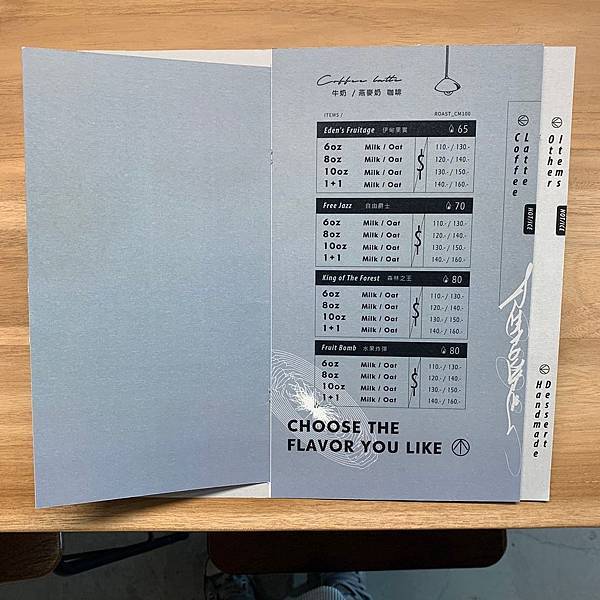 Coffee latte
牛奶 / 燕麥奶 咖啡
ITEMS / ROAST_CM100
Eden's Fruitage 伊甸果實 65
6oz Milk / Oat 110.- / 130.-
8oz Milk / Oat 120.- / 140.-
10oz Milk / Oat $ 130.- / 150.-
1+1 Milk / Oat 140.- / 160.-
Free Jazz 自由爵士 70
6oz Milk / Oat 110.- / 130.-
8oz Milk / Oat 120.- / 140.-
10oz Milk / Oat $ 130.- / 150.-
1+1 Milk / Oat 140.- / 160.-
King of The Forest 森林之王 80
6oz Milk / Oat 110.- / 130.-
8oz Milk / Oat 120.- / 140.-
10oz Milk / Oat $ 130.- / 150.-
1+1 Milk / Oat 140.- / 160.-
Fruit Bomb 水果炸彈 80
6oz Milk / Oat 110.- / 130.-
8oz Milk / Oat 120.- / 140.-
10oz Milk / Oat $ 130.- / 150.-
1+1 Milk / Oat 140.- / 160.-
CHOOSE THE
FLAVOR YOU LIKE
Latte
Coffee
NOTICE
Items
Other
NOTICE
Dessert
Handmade